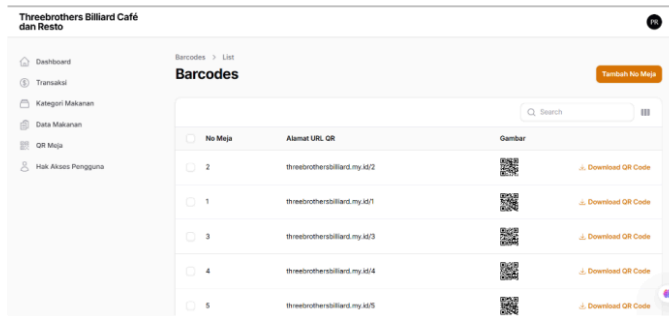 Threebrothers Billiard Café
dan Resto
PR
Dashboard
Transaksi
Kategori Makanan
Data Makanan
QR Meja
Hak Akses Pengguna
Barcodes > List
Barcodes
Tambah No Meja
Search
No Meja Alamat URL QR Gambar
2 threebrothersbilliard.my.id/2 Download QR Code
1 threebrothersbilliard.my.id/1 Download QR Code
3 threebrothersbilliard.my.id/3 Download QR Code
4 threebrothersbilliard.my.id/4 Download QR Code
5 threebrothersbilliard.my.id/5 Download QR Code